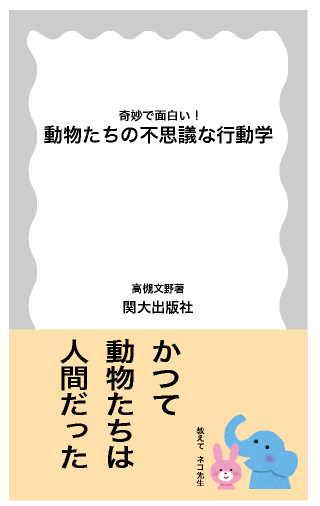 奇妙で面白い！
動物たちの不思議な行動学
高槻文野著
関大出版社
かつて
動物たちは
人間だった
教えて ネコ先生